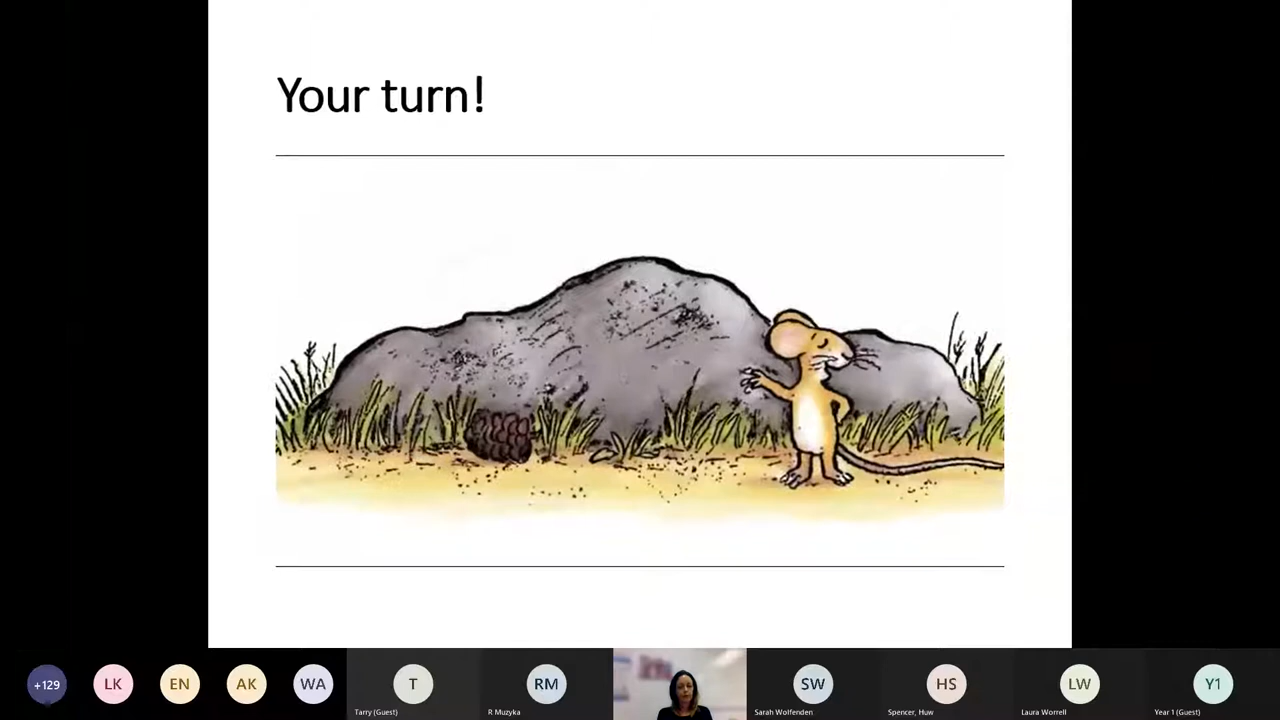 Your turn!
+129
LK
EN
AK
WA
T
RM
SW
HS
LW
Y1
Tarry (Guest)
R Muzyka
Sarah Wolfenden
Spencer, Huw
Laura Worrell
Year 1 (Guest)